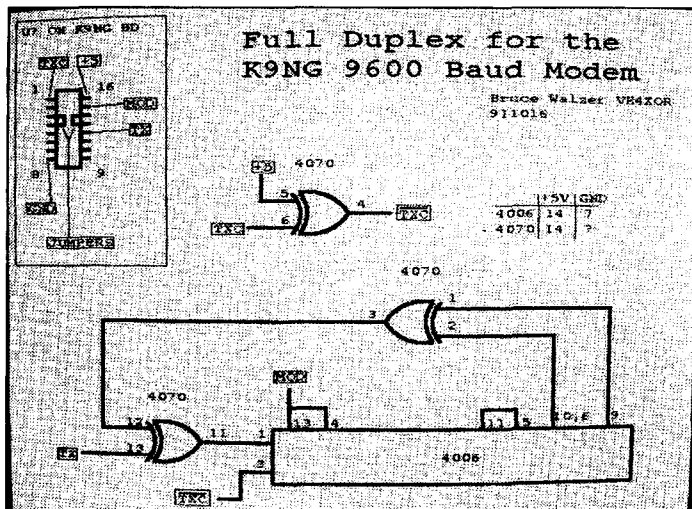 U7 ON K9NG BD
TXC
+5
1
16
MOD
TX
8
9
GND
JUMPERS
Full Duplex for the
K9NG 9600 Baud Modem
Bruce Walzer VE4XOR
911016
4070
+5
5
6
4
TXC
TXC
+5V GND
4006 14 7
4070 14 7
4070
3
1
2
4070
12
13
11
TX
MOD
13 4
11 5
10,6
9
1
3
4006
TXC